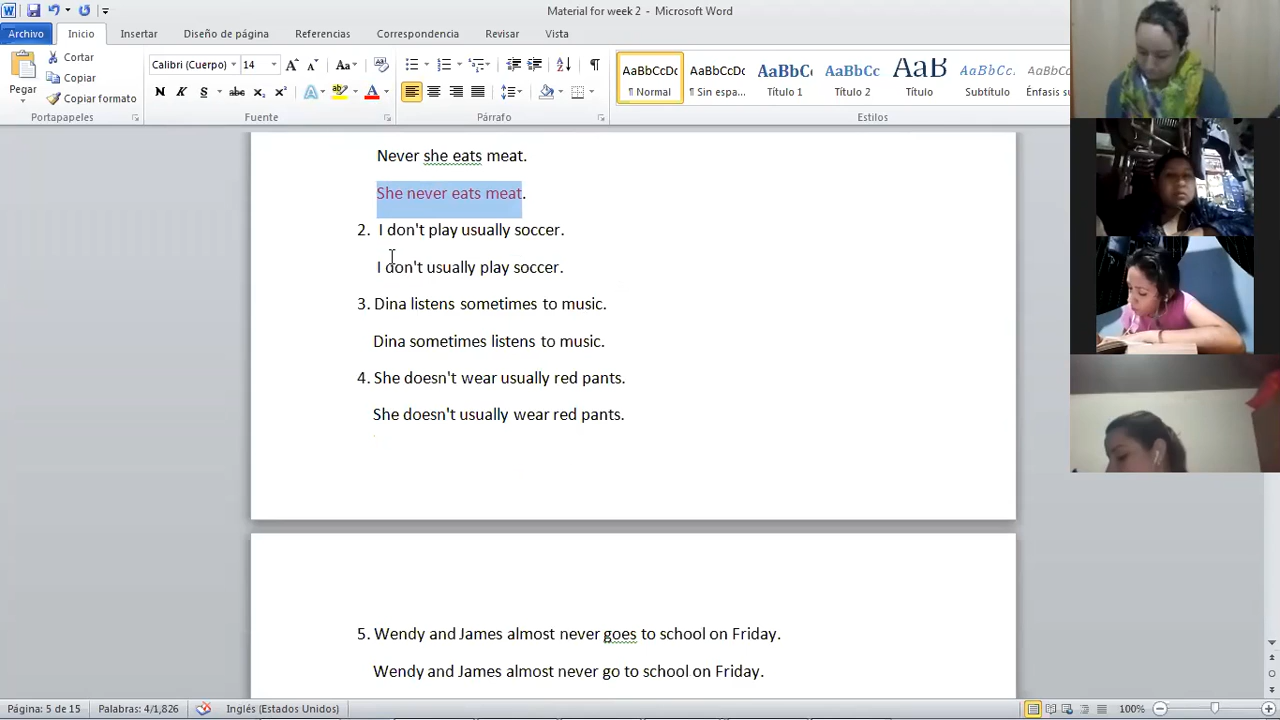 Material for week 2 - Microsoft Word
Archivo Inicio Insertar Diseño de página Referencias Correspondencia Revisar Vista
Pegar
Cortar
Copiar
Copiar formato
Portapapeles
Calibri (Cuerpo) 14
Fuente
Párrafo
AaBbCcDc AaBbCcDc AaBbC AaBbCc AaB AaBbCc. AaBbCcDc
¶ Normal ¶ Sin espa... Título 1 Título 2 Título Subtítulo Énfasis su
Estilos
Never she eats meat.
She never eats meat.
2. I don't play usually soccer.
I don't usually play soccer.
3. Dina listens sometimes to music.
Dina sometimes listens to music.
4. She doesn't wear usually red pants.
She doesn't usually wear red pants.
5. Wendy and James almost never goes to school on Friday.
Wendy and James almost never go to school on Friday.
Página: 5 de 15 Palabras: 4/1,826 Inglés (Estados Unidos) 100%